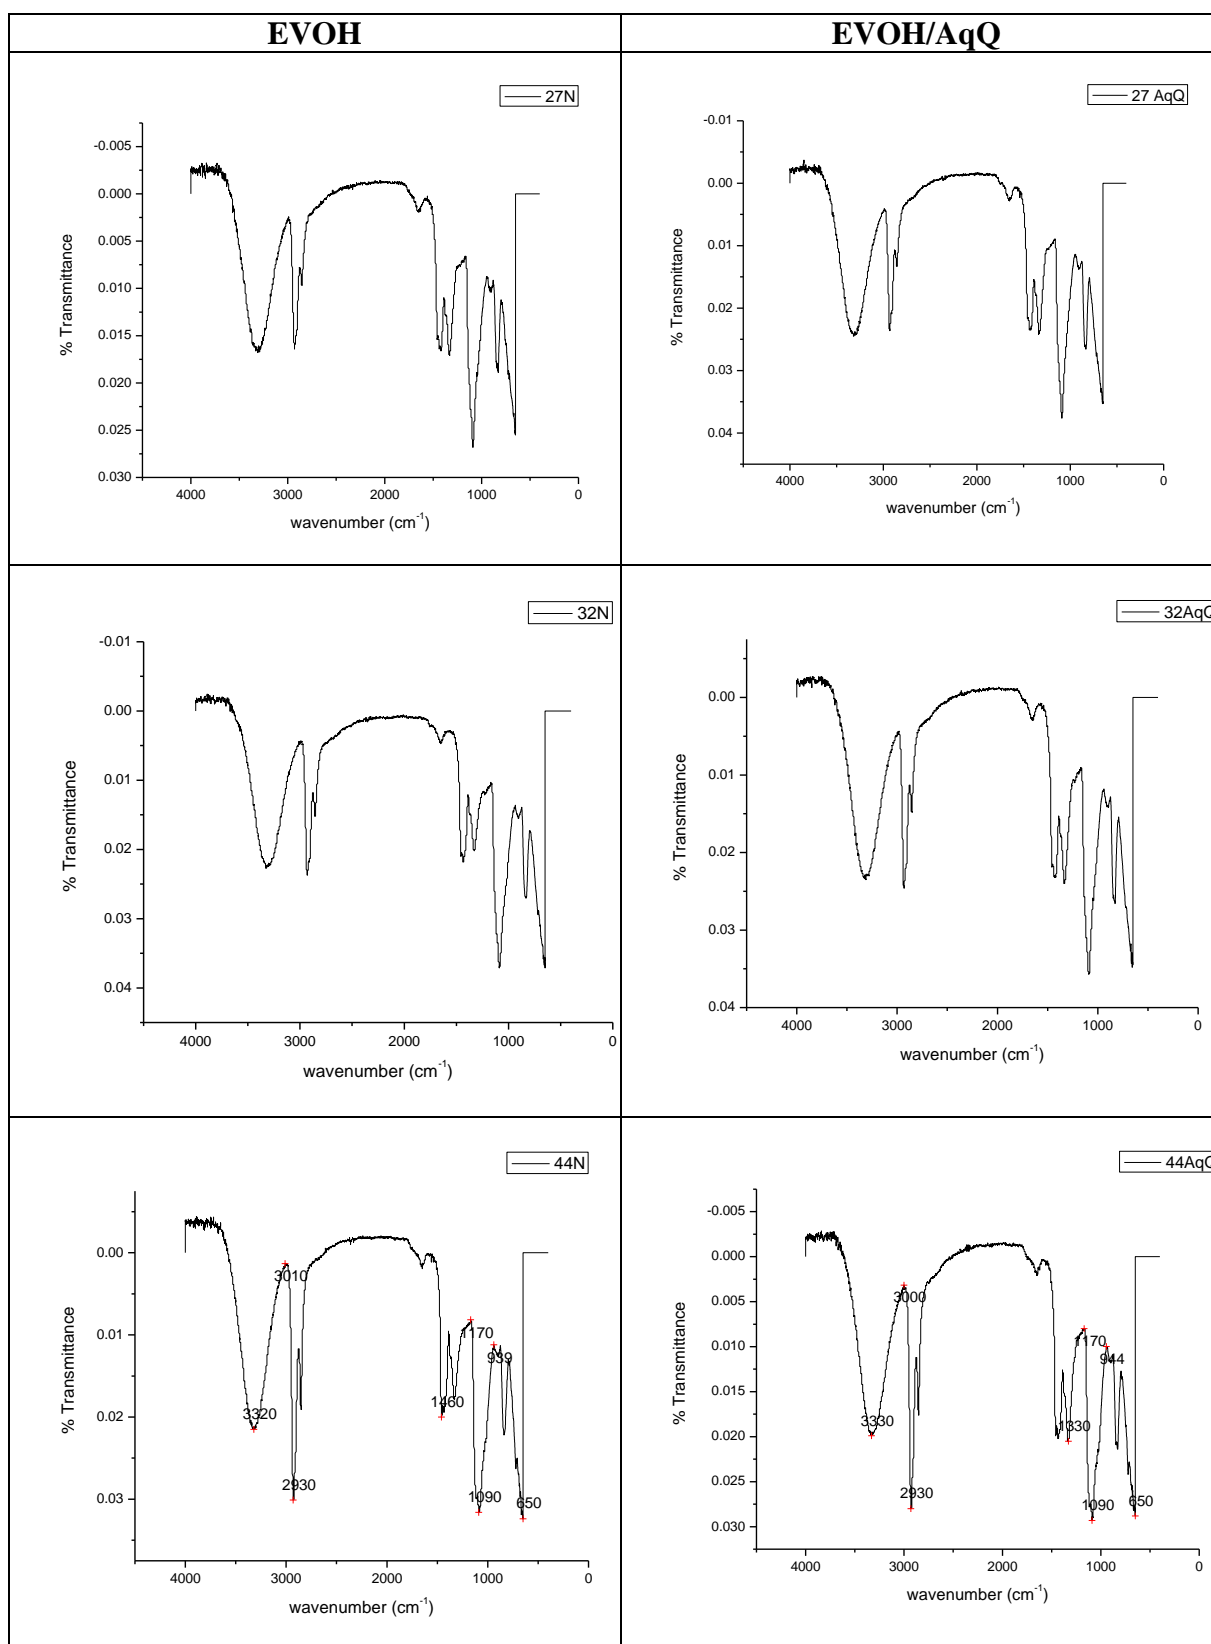 EVOH
EVOH/AqQ
27N
-0.005
0.000
0.005
0.010
0.015
0.020
0.025
0.030
% Transmittance
4000 3000 2000 1000 0
wavenumber (cm-1)
27 AqQ
-0.01
0.00
0.01
0.02
0.03
0.04
% Transmittance
4000 3000 2000 1000 0
wavenumber (cm-1)
32N
-0.01
0.00
0.01
0.02
0.03
0.04
% Transmittance
4000 3000 2000 1000 0
wavenumber (cm-1)
32AqQ
0.00
0.01
0.02
0.03
0.04
% Transmittance
4000 3000 2000 1000 0
wavenumber (cm-1)
44N
0.00
0.01
0.02
0.03
% Transmittance
3010
1170
939
1460
3320
2930
1090
650
4000 3000 2000 1000 0
wavenumber (cm-1)
44AqQ
-0.005
0.000
0.005
0.010
0.015
0.020
0.025
0.030
% Transmittance
3000
1170
944
3330
1330
2930
1090
650
4000 3000 2000 1000 0
wavenumber (cm-1)